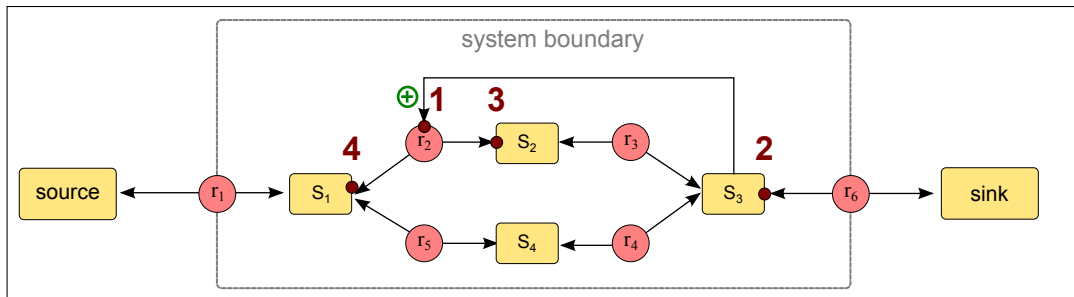 system boundary
⊕ 1 3
r₂ S₂ r₃
4 2
source r₁ S₁ S₃ r₆ sink
r₅ S₄ r₄